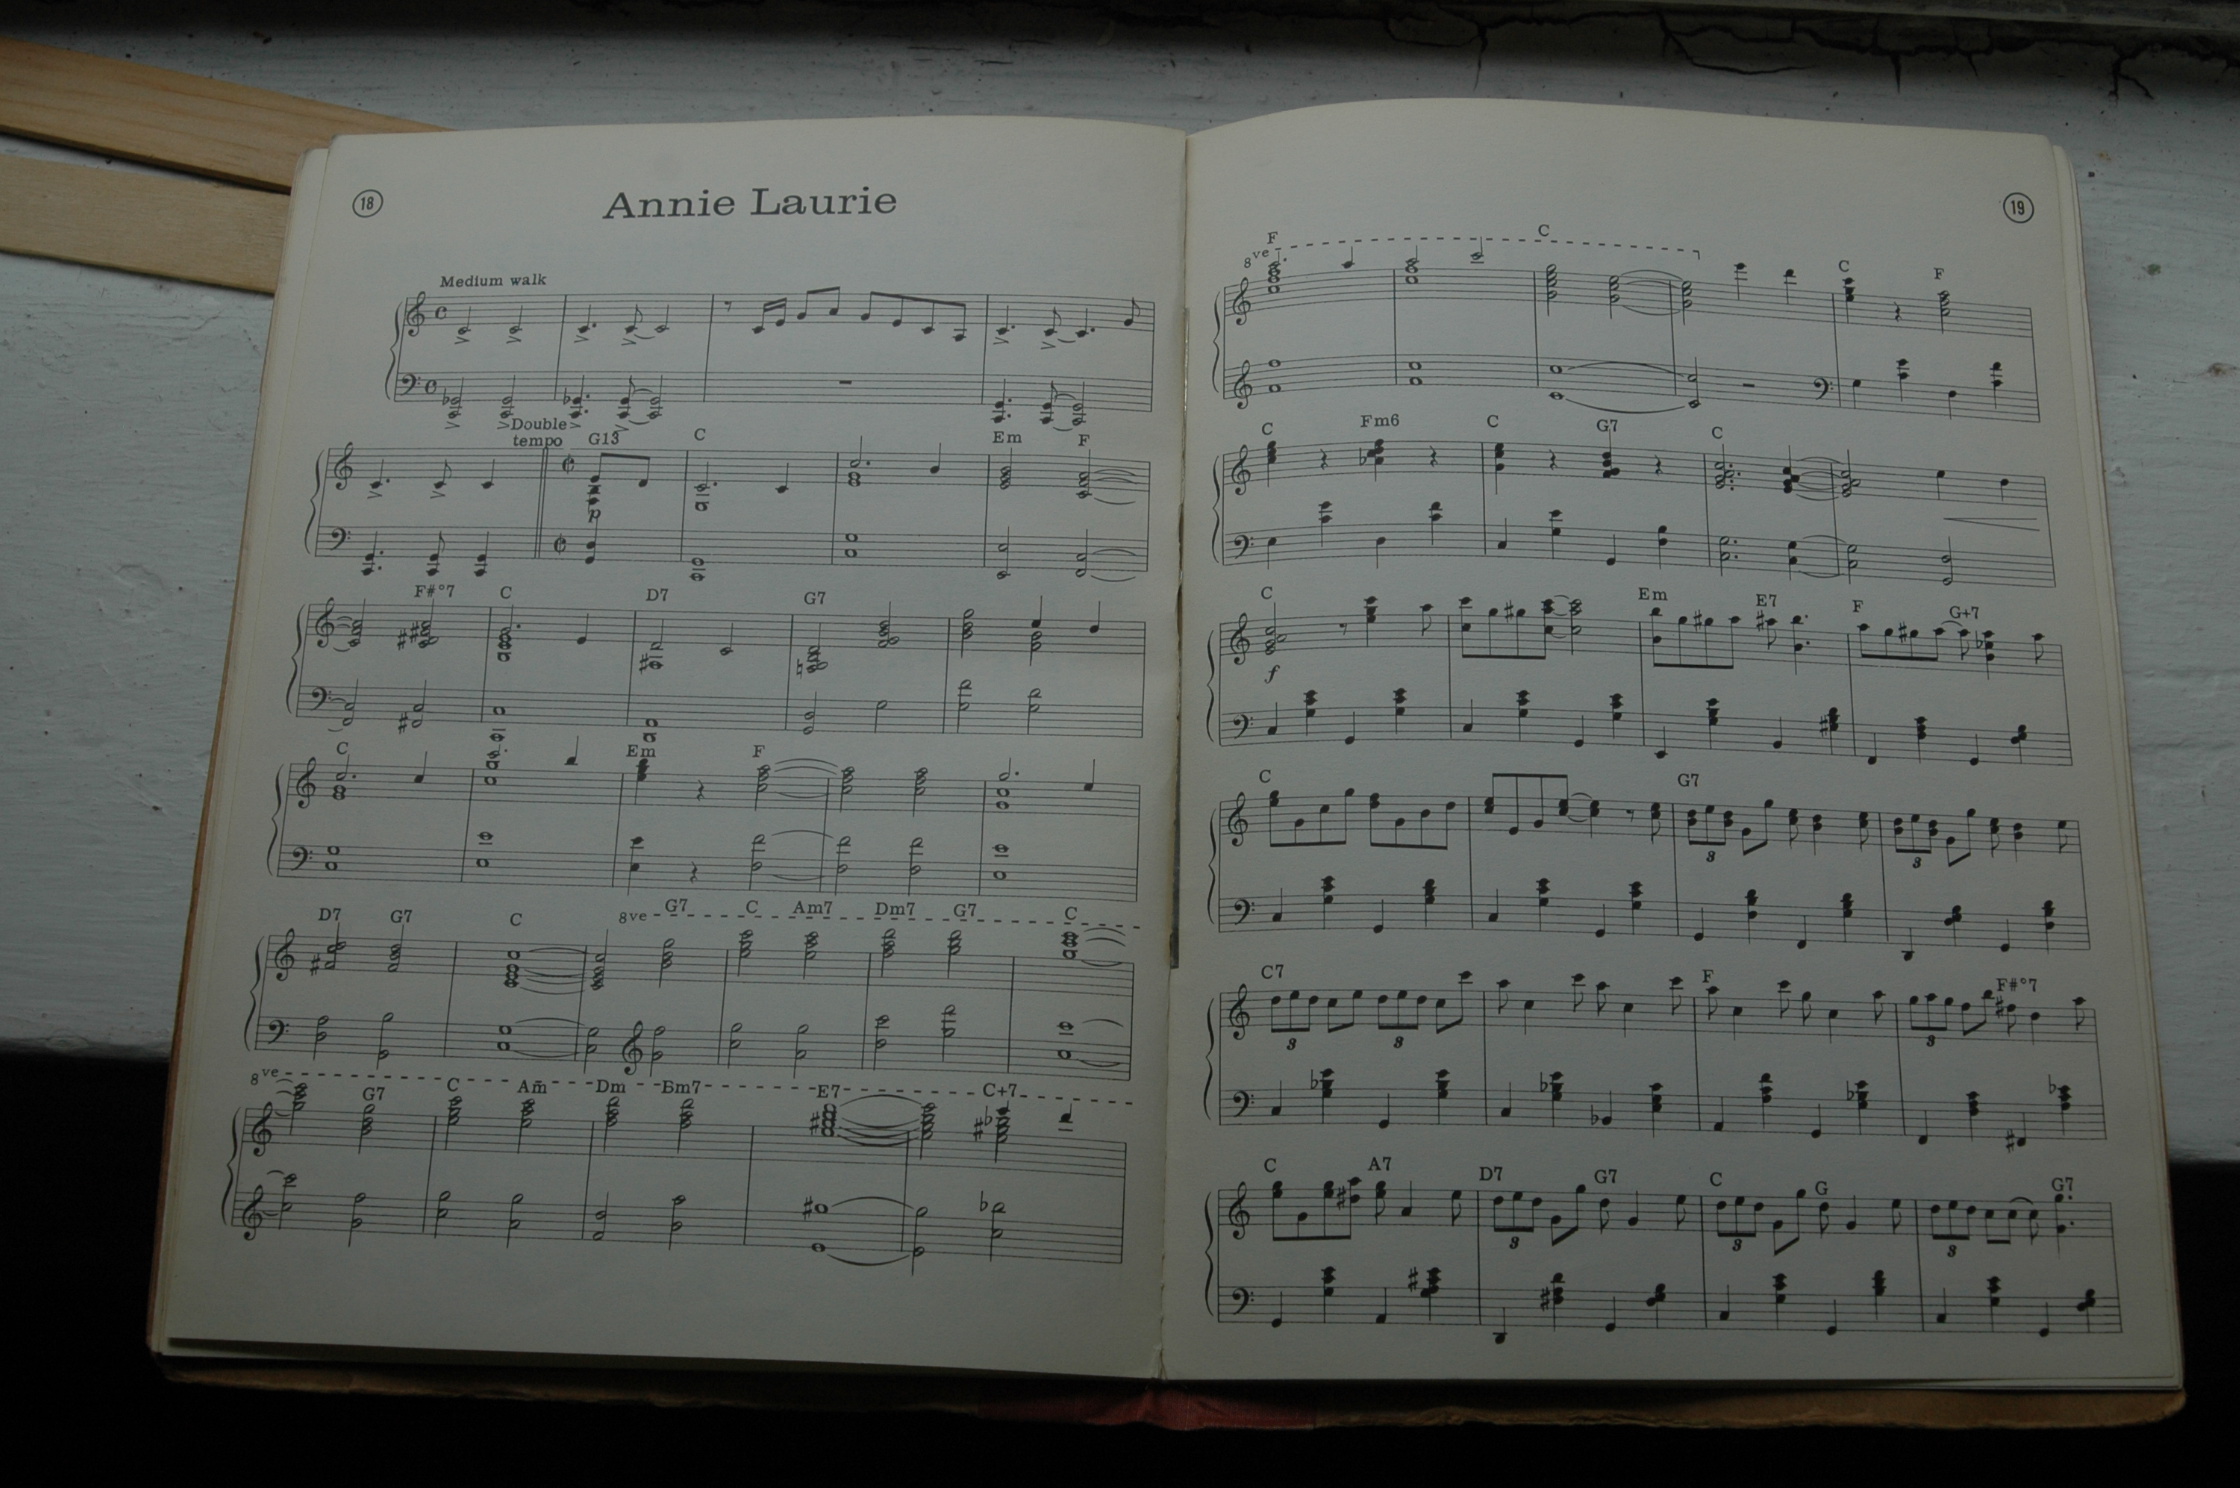 18
Annie Laurie
Medium walk
Double
tempo G13 C Em F
p
F#°7 C D7 G7
C Em F
D7 G7 C 8ve G7 C Am7 Dm7 G7 C
8ve G7 C Am Dm Bm7 E7 C+7
19
8ve F C C F
C Fm6 C G7 C
C Em E7 F G+7
f
C G7
3 3
C7 F F#°7
3 3 3
C A7 D7 G7 C G G7
3 3 3